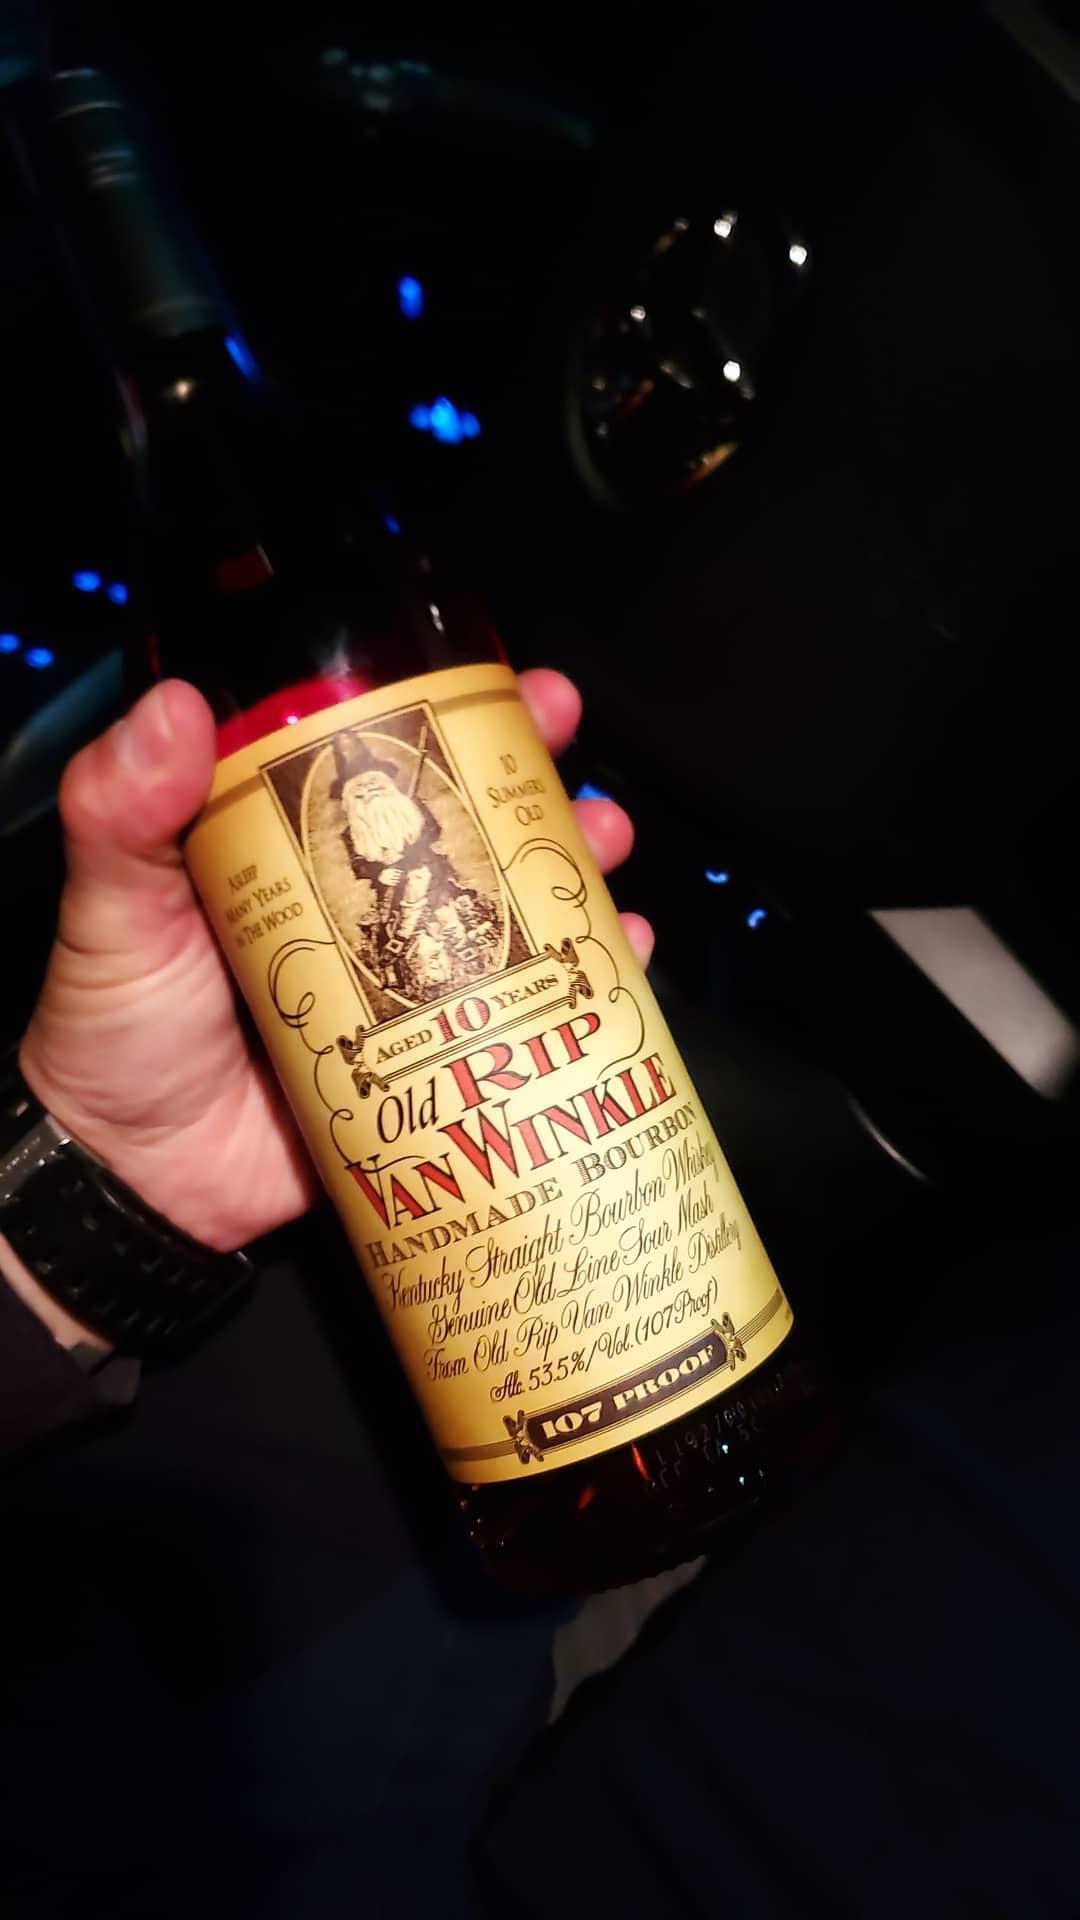 10
SUMMERS
OLD
ASLEEP
MANY YEARS
IN THE WOOD
AGED 10 YEARS
Old RIP
VAN WINKLE
HANDMADE BOURBON
Kentucky Straight Bourbon Whiskey
Genuine Old Line Sour Mash
From Old Rip Van Winkle Distillery
Alc. 53.5%/Vol. (107 Proof)
107 PROOF